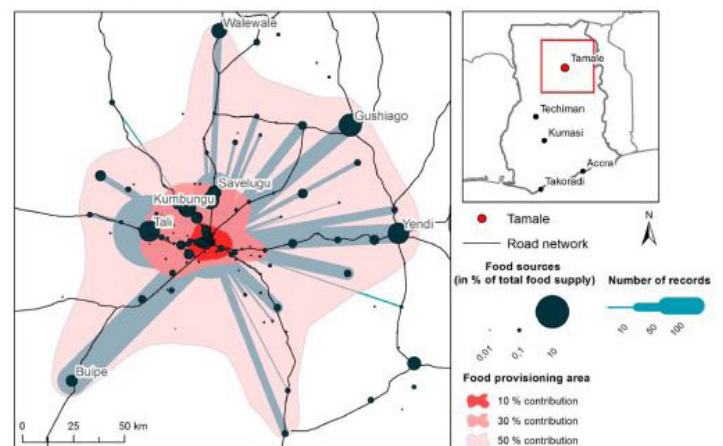 Walewale
Gushiago
Savelugu
Kumbungu
Tali
Yendi
Buipe
0 25 50 km
Tamale
Techiman
Kumasi
Accra
Takoradi
Tamale
Road network
N
Food sources
(in % of total food supply)
0,01 0,1 10
Number of records
10 50 100
Food provisioning area
10 % contribution
30 % contribution
50 % contribution